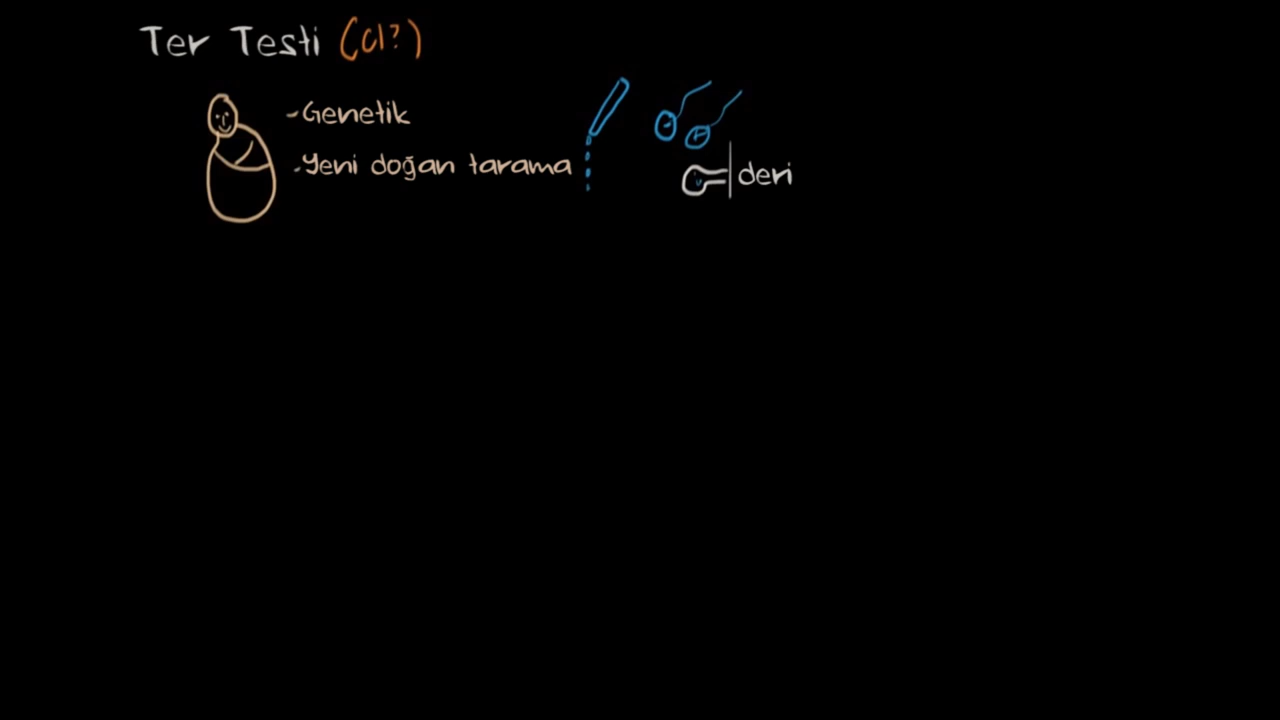 Ter Testi (Cl?)
-Genetik
-Yeni doğan tarama
deri